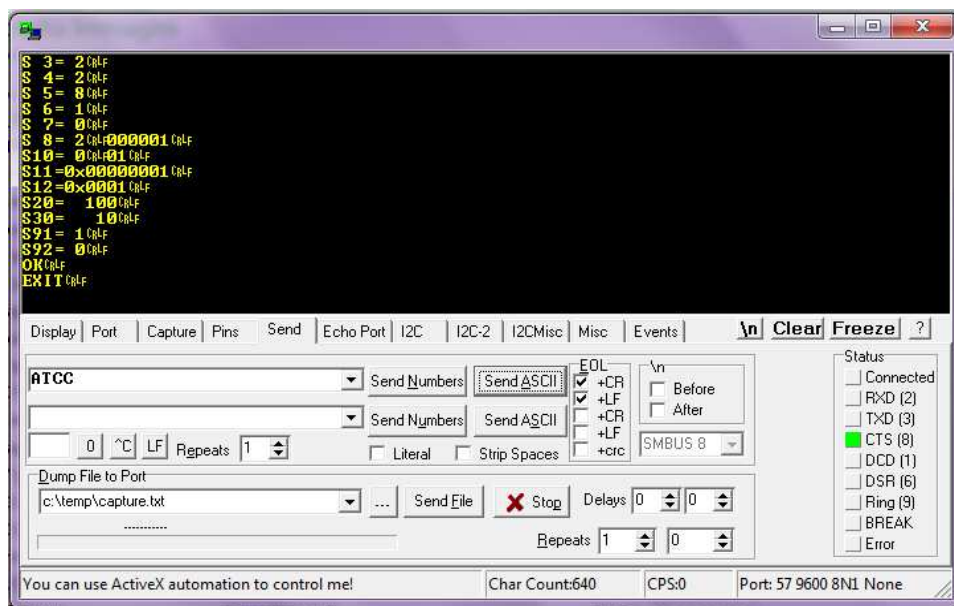 S 3= 2CRLF
S 4= 2CRLF
S 5= 8CRLF
S 6= 1CRLF
S 7= 0CRLF
S 8= 2CRLF000001CRLF
S10= 0CRLF01CRLF
S11=0x00000001CRLF
S12=0x0001CRLF
S20=  100CRLF
S30=   10CRLF
S91= 1CRLF
S92= 0CRLF
OKCRLF
EXITCRLF
Display Port Capture Pins Send Echo Port I2C I2C-2 I2CMisc Misc Events \n Clear Freeze ?
ATCC Send Numbers Send ASCII
Send Numbers Send ASCII
0 ^C LF Repeats 1 Literal Strip Spaces
EOL
+CR
+LF
+CR
+LF
+crc
\n
Before
After
SMBUS 8
Dump File to Port
c:\temp\capture.txt ... Send File Stop Delays 0 0
-----------
Repeats 1 0
Status
Connected
RXD (2)
TXD (3)
CTS (8)
DCD (1)
DSR (6)
Ring (9)
BREAK
Error
You can use ActiveX automation to control me! Char Count:640 CPS:0 Port: 57 9600 8N1 None